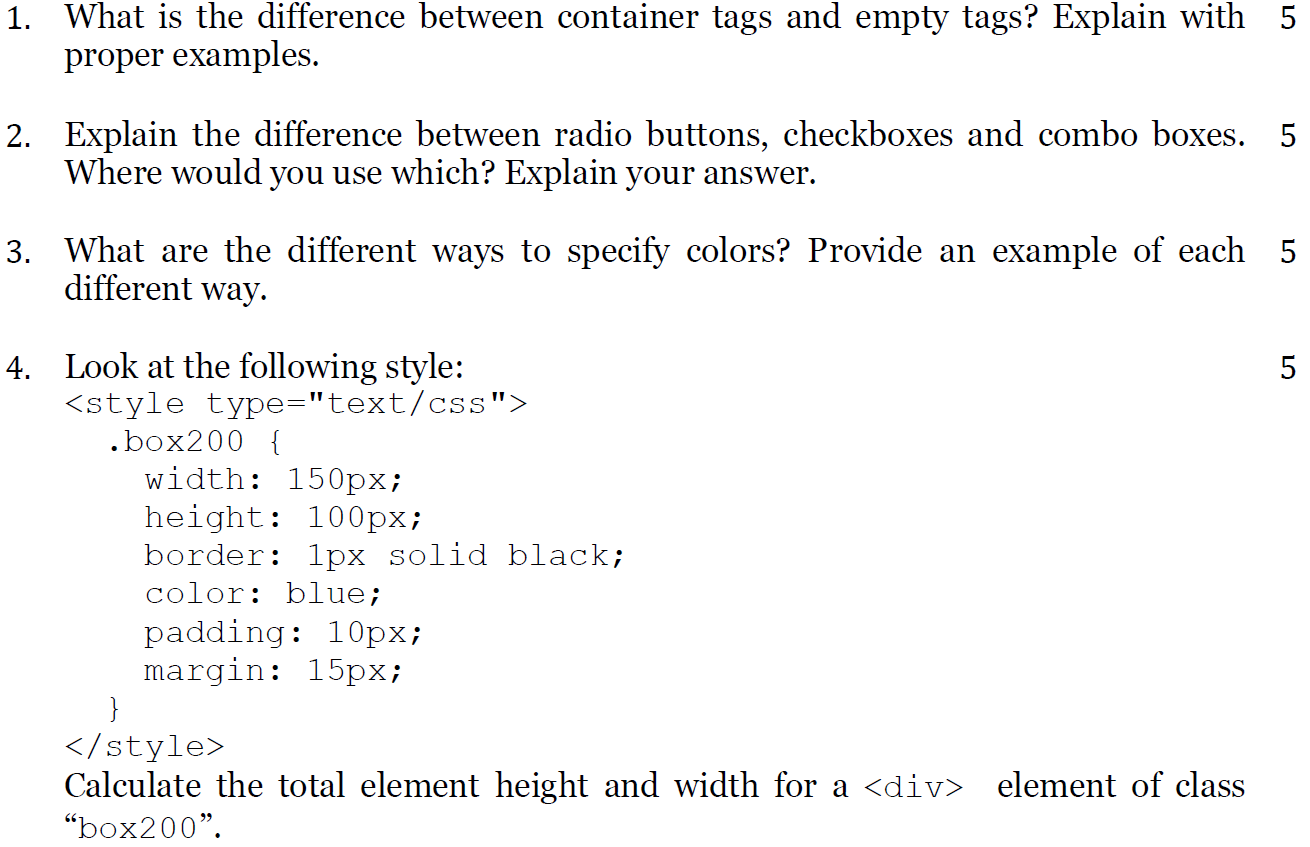 1. What is the difference between container tags and empty tags? Explain with 5
proper examples.
2. Explain the difference between radio buttons, checkboxes and combo boxes. 5
Where would you use which? Explain your answer.
3. What are the different ways to specify colors? Provide an example of each 5
different way.
4. Look at the following style: 5
<style type="text/css">
.box200 {
width: 150px;
height: 100px;
border: 1px solid black;
color: blue;
padding: 10px;
margin: 15px;
}
</style>
Calculate the total element height and width for a <div> element of class
“box200”.